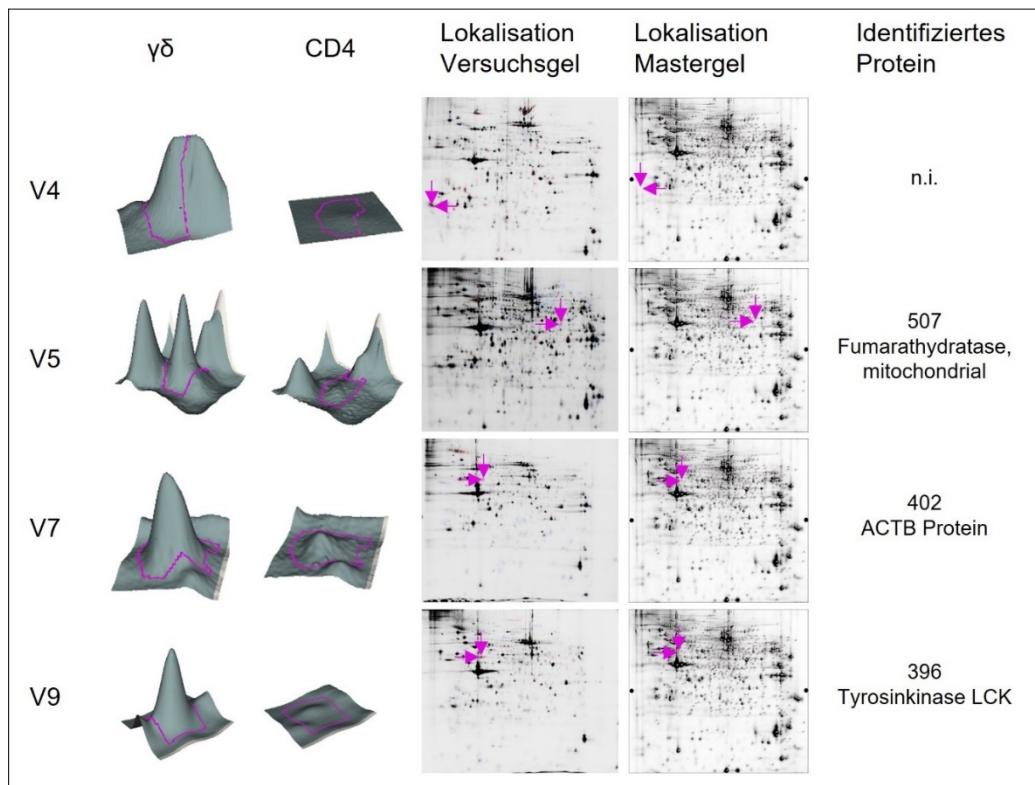 γδ
CD4
Lokalisation
Versuchsgel
Lokalisation
Mastergel
Identifiziertes
Protein
V4
n.i.
V5
507
Fumarathydratase,
mitochondrial
V7
402
ACTB Protein
V9
396
Tyrosinkinase LCK